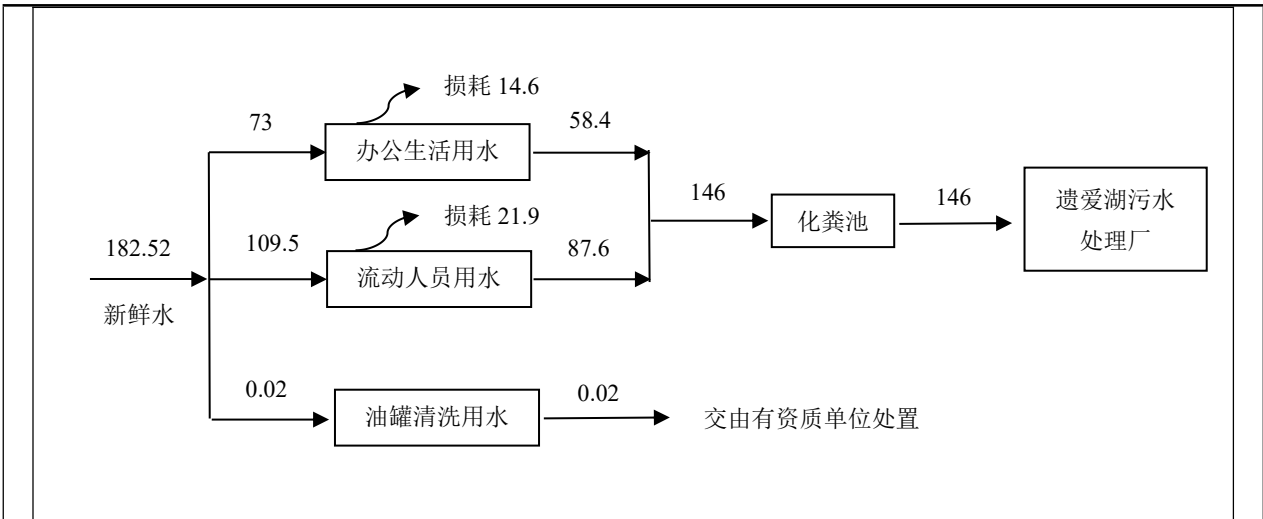 损耗 14.6
73
办公生活用水
58.4
146
化粪池
146
遗爱湖污水
处理厂
损耗 21.9
182.52
109.5
流动人员用水
87.6
新鲜水
0.02
油罐清洗用水
0.02
交由有资质单位处置